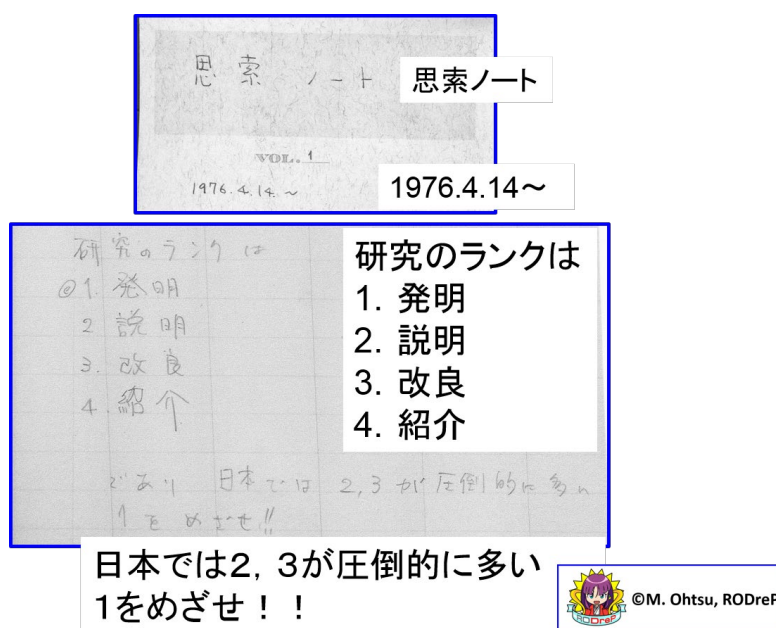 思索ノート
思索ノート
VOL. 1
1976.4.14.~
1976.4.14～
研究のランクは
◎1. 発明
2 説明
3. 改良
4. 紹介
であり 日本では 2,3が圧倒的に多い
1をめざせ!!
研究のランクは
1. 発明
2. 説明
3. 改良
4. 紹介
日本では2，3が圧倒的に多い
1をめざせ！！
RODreP
©M. Ohtsu, RODreP